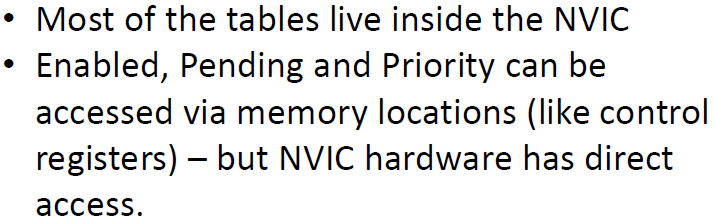 • Most of the tables live inside the NVIC
• Enabled, Pending and Priority can be
accessed via memory locations (like control
registers) – but NVIC hardware has direct
access.